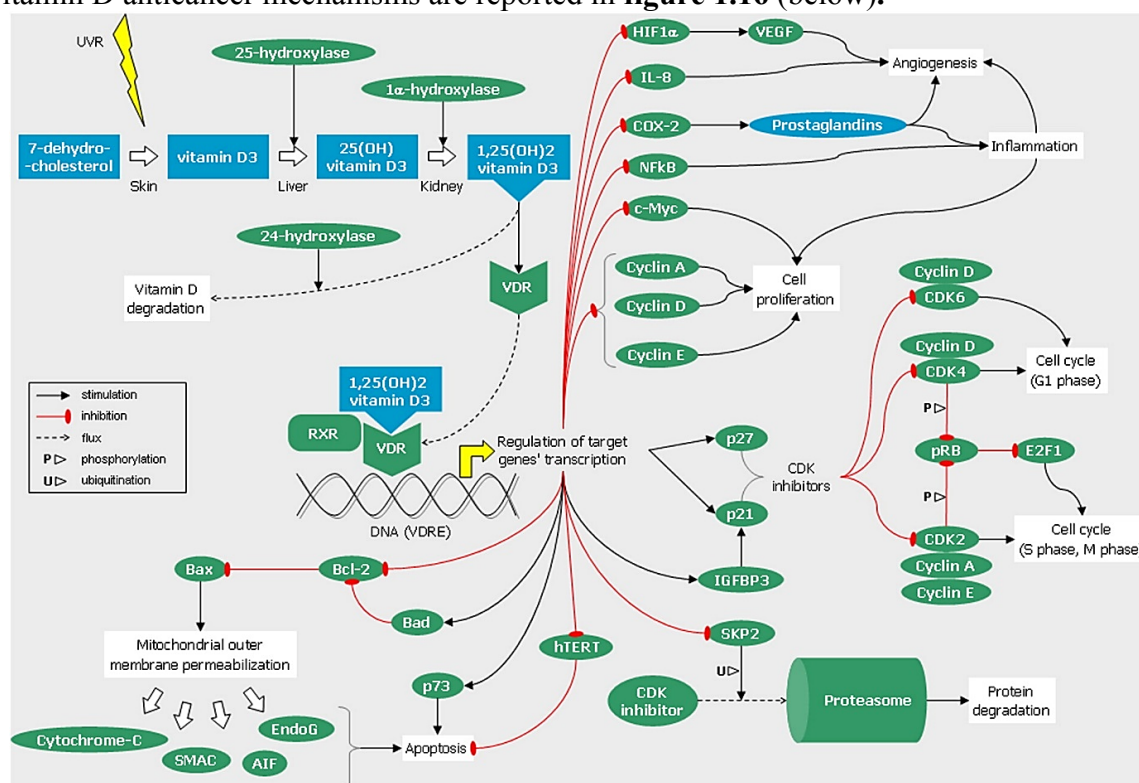 vitamin D anticancer mechanisms are reported in figure 1.10 (below).
UVR
25-hydroxylase
1α-hydroxylase
7-dehydro-
-cholesterol
Skin
vitamin D3
Liver
25(OH)
vitamin D3
Kidney
1,25(OH)2
vitamin D3
24-hydroxylase
Vitamin D
degradation
VDR
HIF1α
VEGF
IL-8
Angiogenesis
COX-2
Prostaglandins
NFkB
Inflammation
c-Myc
Cyclin A
Cyclin D
Cyclin E
Cell
proliferation
Cyclin D
CDK6
Cyclin D
CDK4
Cell cycle
(G1 phase)
P
pRB
E2F1
P
CDK2
Cyclin A
Cyclin E
Cell cycle
(S phase, M phase
stimulation
inhibition
flux
P phosphorylation
U ubiquitination
1,25(OH)2
vitamin D3
RXR
VDR
DNA (VDRE)
Regulation of target
genes' transcription
p27
p21
CDK
inhibitors
IGFBP3
Bax
Bcl-2
Bad
Mitochondrial outer
membrane permeabilization
hTERT
SKP2
U
p73
CDK
inhibitor
Proteasome
Protein
degradation
Cytochrome-C
SMAC
AIF
EndoG
Apoptosis